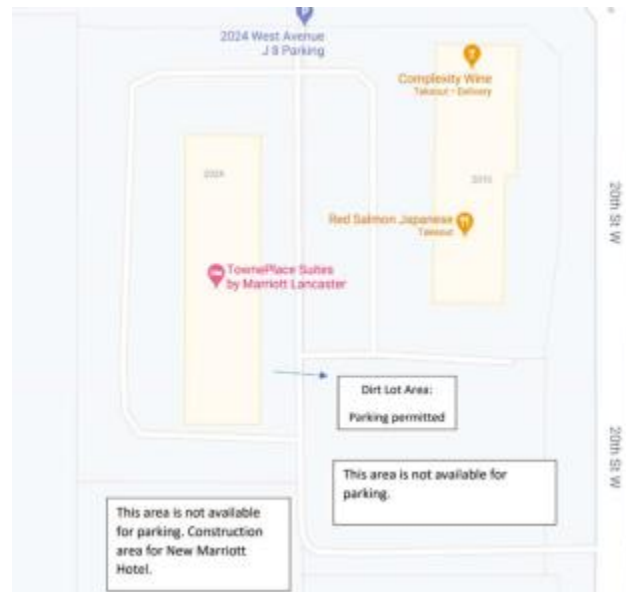 2024 West Avenue
J 8 Parking
Complexity Wine
Takeout • Delivery
2024
20th St W
Red Salmon Japanese
Takeout
TownePlace Suites
by Marriott Lancaster
Dirt Lot Area:
Parking permitted
20th St W
This area is not available for
parking.
This area is not available
for parking. Construction
area for New Marriott
Hotel.